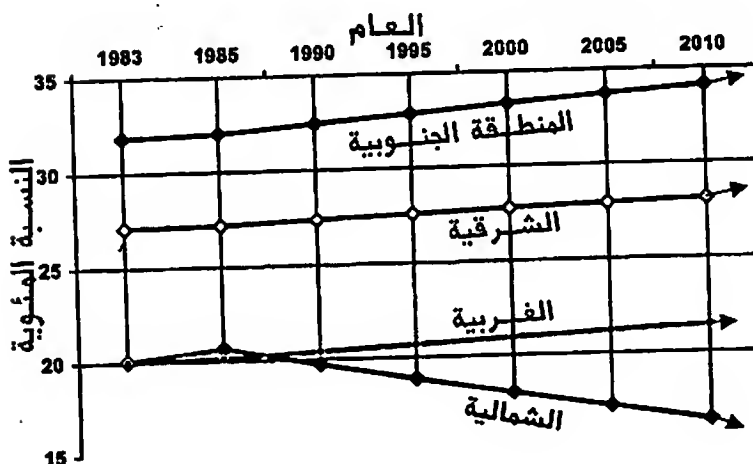 العام
1983 1985 1990 1995 2000 2005 2010
35
30
25
20
15
النسبة المئوية
المنطقة الجنوبية
الشرقية
الغربية
الشمالية